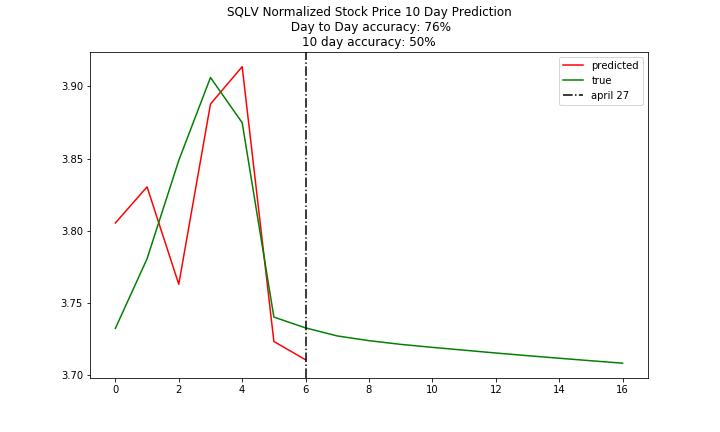 SQLV Normalized Stock Price 10 Day Prediction
Day to Day accuracy: 76%
10 day accuracy: 50%
predicted
true
april 27
3.90
3.85
3.80
3.75
3.70
0 2 4 6 8 10 12 14 16